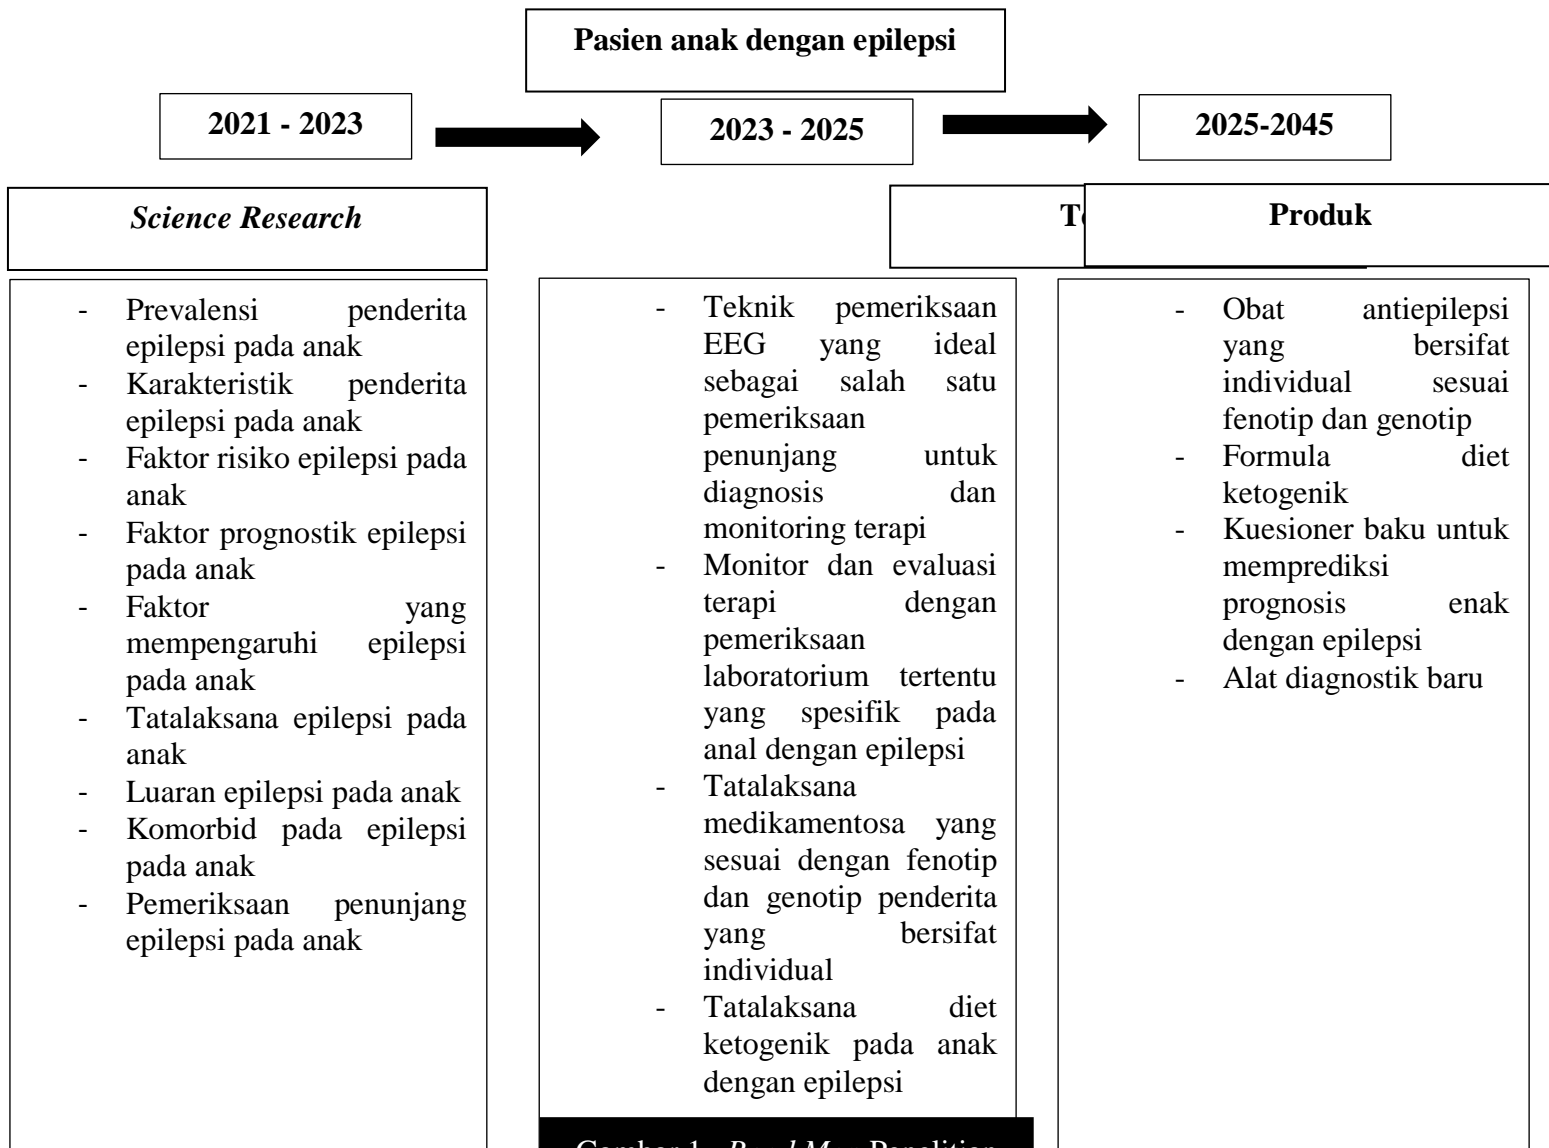 Pasien anak dengan epilepsi
2021 - 2023
2023 - 2025
2025-2045
Science Research
Produk
- Prevalensi penderita
epilepsi pada anak
- Karakteristik penderita
epilepsi pada anak
- Faktor risiko epilepsi pada
anak
- Faktor prognostik epilepsi
pada anak
- Faktor yang
mempengaruhi epilepsi
pada anak
- Tatalaksana epilepsi pada
anak
- Luaran epilepsi pada anak
- Komorbid pada epilepsi
pada anak
- Pemeriksaan penunjang
epilepsi pada anak
- Teknik pemeriksaan
EEG yang ideal
sebagai salah satu
pemeriksaan
penunjang untuk
diagnosis dan
monitoring terapi
- Monitor dan evaluasi
terapi dengan
pemeriksaan
laboratorium tertentu
yang spesifik pada
anal dengan epilepsi
- Tatalaksana
medikamentosa yang
sesuai dengan fenotip
dan genotip penderita
yang bersifat
individual
- Tatalaksana diet
ketogenik pada anak
dengan epilepsi
- Obat antiepilepsi
yang bersifat
individual sesuai
fenotip dan genotip
- Formula diet
ketogenik
- Kuesioner baku untuk
memprediksi
prognosis enak
dengan epilepsi
- Alat diagnostik baru
Gambar 1. Road Map Penelitian